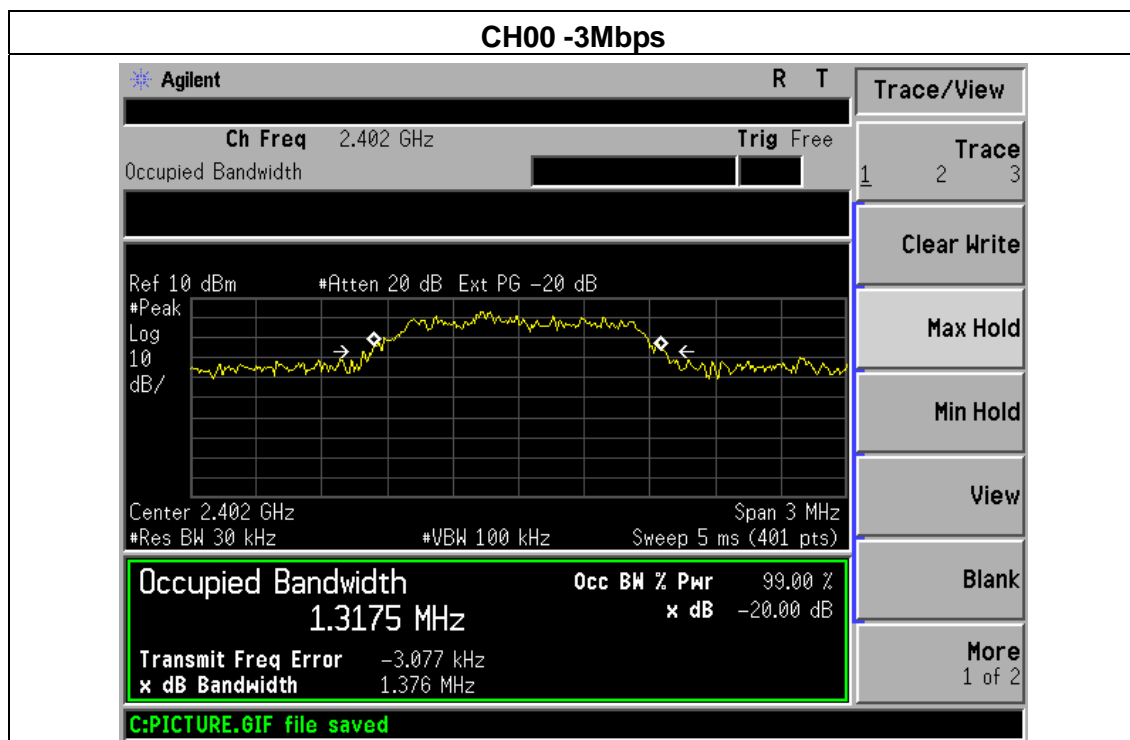 CH00 -3Mbps
Agilent R T
Trace/View
Ch Freq 2.402 GHz Trig Free
Occupied Bandwidth
Trace
1 2 3
Clear Write
Ref 10 dBm #Atten 20 dB Ext PG -20 dB
#Peak
Log
10
dB/
Max Hold
Min Hold
View
Center 2.402 GHz Span 3 MHz
#Res BW 30 kHz #VBW 100 kHz Sweep 5 ms (401 pts)
Occupied Bandwidth Occ BW % Pwr 99.00 %
1.3175 MHz x dB -20.00 dB
Blank
Transmit Freq Error -3.077 kHz
x dB Bandwidth 1.376 MHz
More
1 of 2
C:PICTURE.GIF file saved